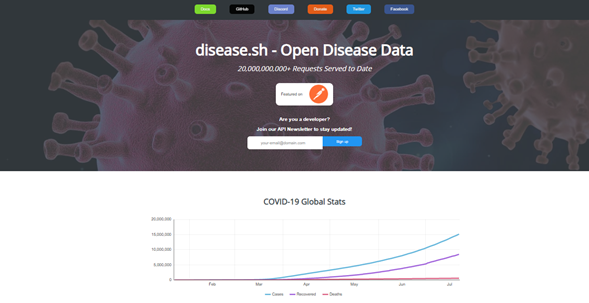 Docs GitHub Discord Donate Twitter Facebook
disease.sh - Open Disease Data
20,000,000,000+ Requests Served to Date
Featured on
Are you a developer?
Join our API Newsletter to stay updated!
your-email@domain.com Sign up
COVID-19 Global Stats
20,000,000
15,000,000
10,000,000
5,000,000
0
Feb Mar Apr May Jun Jul
Cases Recovered Deaths